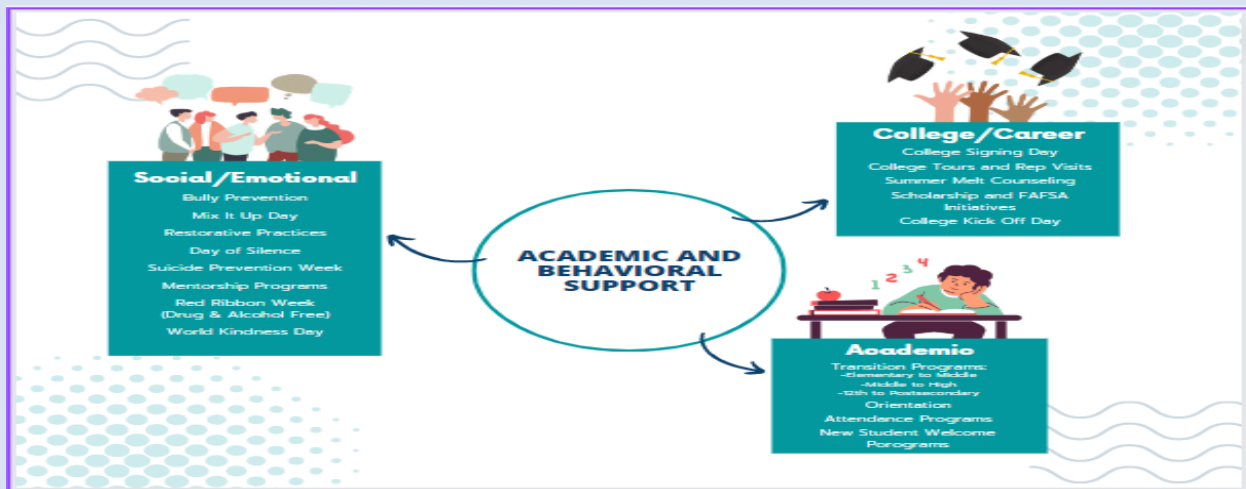 Social/Emotional
Bully Prevention
Mix It Up Day
Restorative Practices
Day of Silence
Suicide Prevention Week
Mentorship Programs
Red Ribbon Week
(Drug & Alcohol Free)
World Kindness Day
ACADEMIC AND
BEHAVIORAL
SUPPORT
College/Career
College Signing Day
College Tours and Rep Visits
Summer Melt Counseling
Scholarship and FAFSA
Initiatives
College Kick Off Day
1 2 3 4
Academic
Transition Programs:
-Elementary to Middle
-Middle to High
-12th to Postsecondary
Orientation
Attendance Programs
New Student Welcome
Porograms